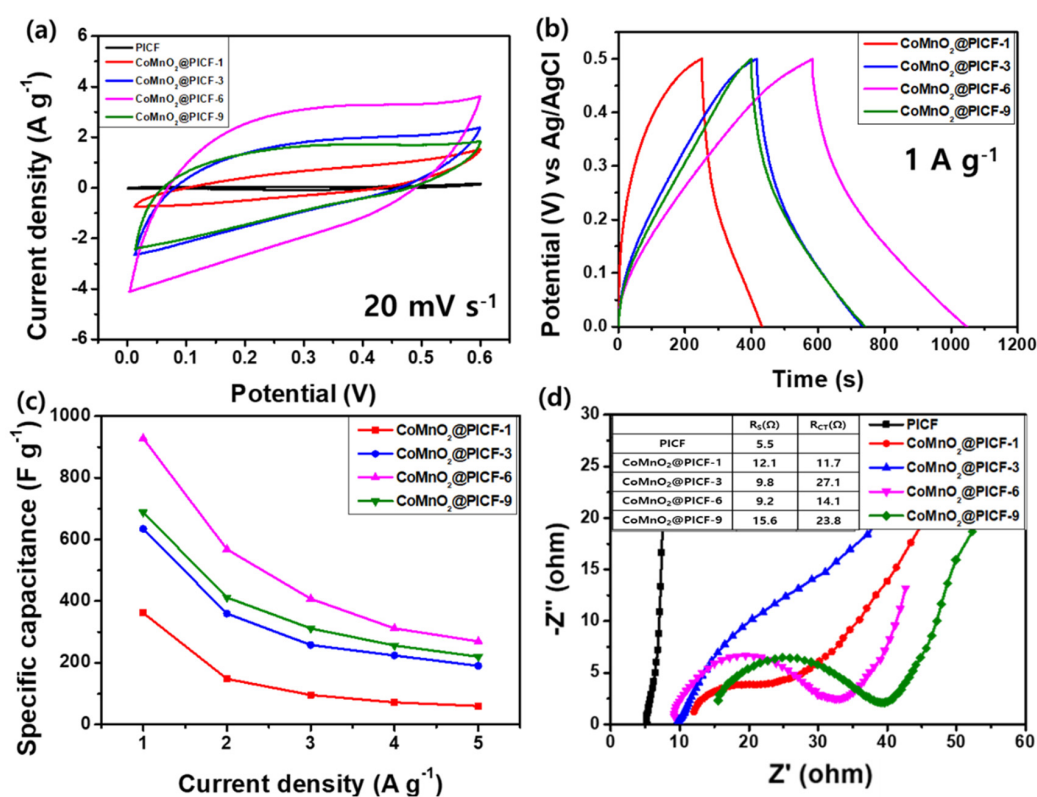 (a)
PICF
CoMnO₂@PICF-1
CoMnO₂@PICF-3
CoMnO₂@PICF-6
CoMnO₂@PICF-9
6
4
2
0
-2
-4
-6
Current density (A g⁻¹)
20 mV s⁻¹
0.0 0.1 0.2 0.3 0.4 0.5 0.6
Potential (V)
(b)
CoMnO₂@PICF-1
CoMnO₂@PICF-3
CoMnO₂@PICF-6
CoMnO₂@PICF-9
1 A g⁻¹
0.5
0.4
0.3
0.2
0.1
0.0
Potential (V) vs Ag/AgCl
0 200 400 600 800 1000 1200
Time (s)
(c)
CoMnO₂@PICF-1
CoMnO₂@PICF-3
CoMnO₂@PICF-6
CoMnO₂@PICF-9
1000
800
600
400
200
0
Specific capacitance (F g⁻¹)
1 2 3 4 5
Current density (A g⁻¹)
(d)
RS(Ω) RCT(Ω)
PICF 5.5
CoMnO₂@PICF-1 12.1 11.7
CoMnO₂@PICF-3 9.8 27.1
CoMnO₂@PICF-6 9.2 14.1
CoMnO₂@PICF-9 15.6 23.8
PICF
CoMnO₂@PICF-1
CoMnO₂@PICF-3
CoMnO₂@PICF-6
CoMnO₂@PICF-9
30
25
20
15
10
5
0
-Z'' (ohm)
0 10 20 30 40 50 60
Z' (ohm)